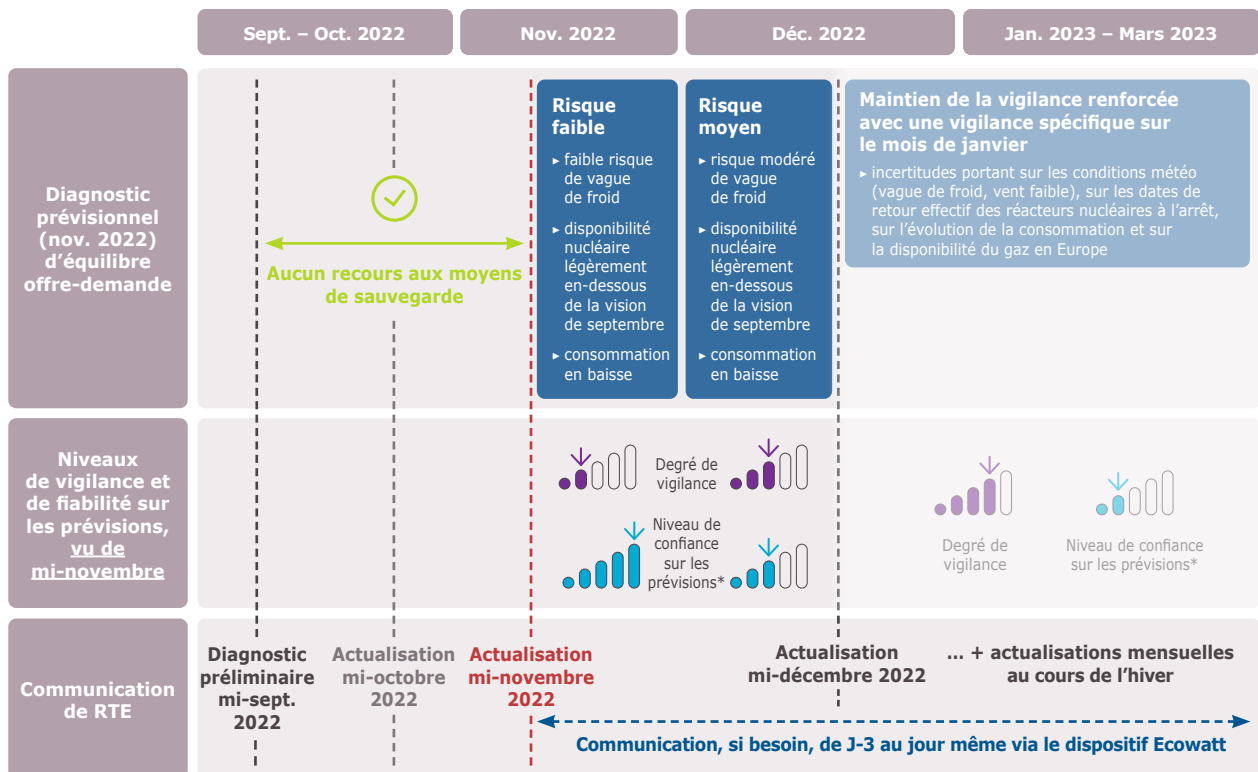 Sept. – Oct. 2022
Nov. 2022
Déc. 2022
Jan. 2023 – Mars 2023
Diagnostic
prévisionnel
(nov. 2022)
d’équilibre
offre-demande
Aucun recours aux moyens
de sauvegarde
Risque
faible
▸ faible risque
de vague
de froid
▸ disponibilité
nucléaire
légèrement
en-dessous
de la vision
de septembre
▸ consommation
en baisse
Risque
moyen
▸ risque modéré
de vague
de froid
▸ disponibilité
nucléaire
légèrement
en-dessous
de la vision
de septembre
▸ consommation
en baisse
Maintien de la vigilance renforcée
avec une vigilance spécifique sur
le mois de janvier
▸ incertitudes portant sur les conditions météo
(vague de froid, vent faible), sur les dates de
retour effectif des réacteurs nucléaires à l’arrêt,
sur l’évolution de la consommation et sur
la disponibilité du gaz en Europe
Niveaux
de vigilance et
de fiabilité sur
les prévisions,
vu de
mi-novembre
Degré de
vigilance
Niveau de
confiance
sur les
prévisions*
Degré de
vigilance
Niveau de confiance
sur les prévisions*
Communication
de RTE
Diagnostic
préliminaire
mi-sept.
2022
Actualisation
mi-octobre
2022
Actualisation
mi-novembre
2022
Actualisation
mi-décembre 2022
... + actualisations mensuelles
au cours de l’hiver
Communication, si besoin, de J-3 au jour même via le dispositif Ecowatt